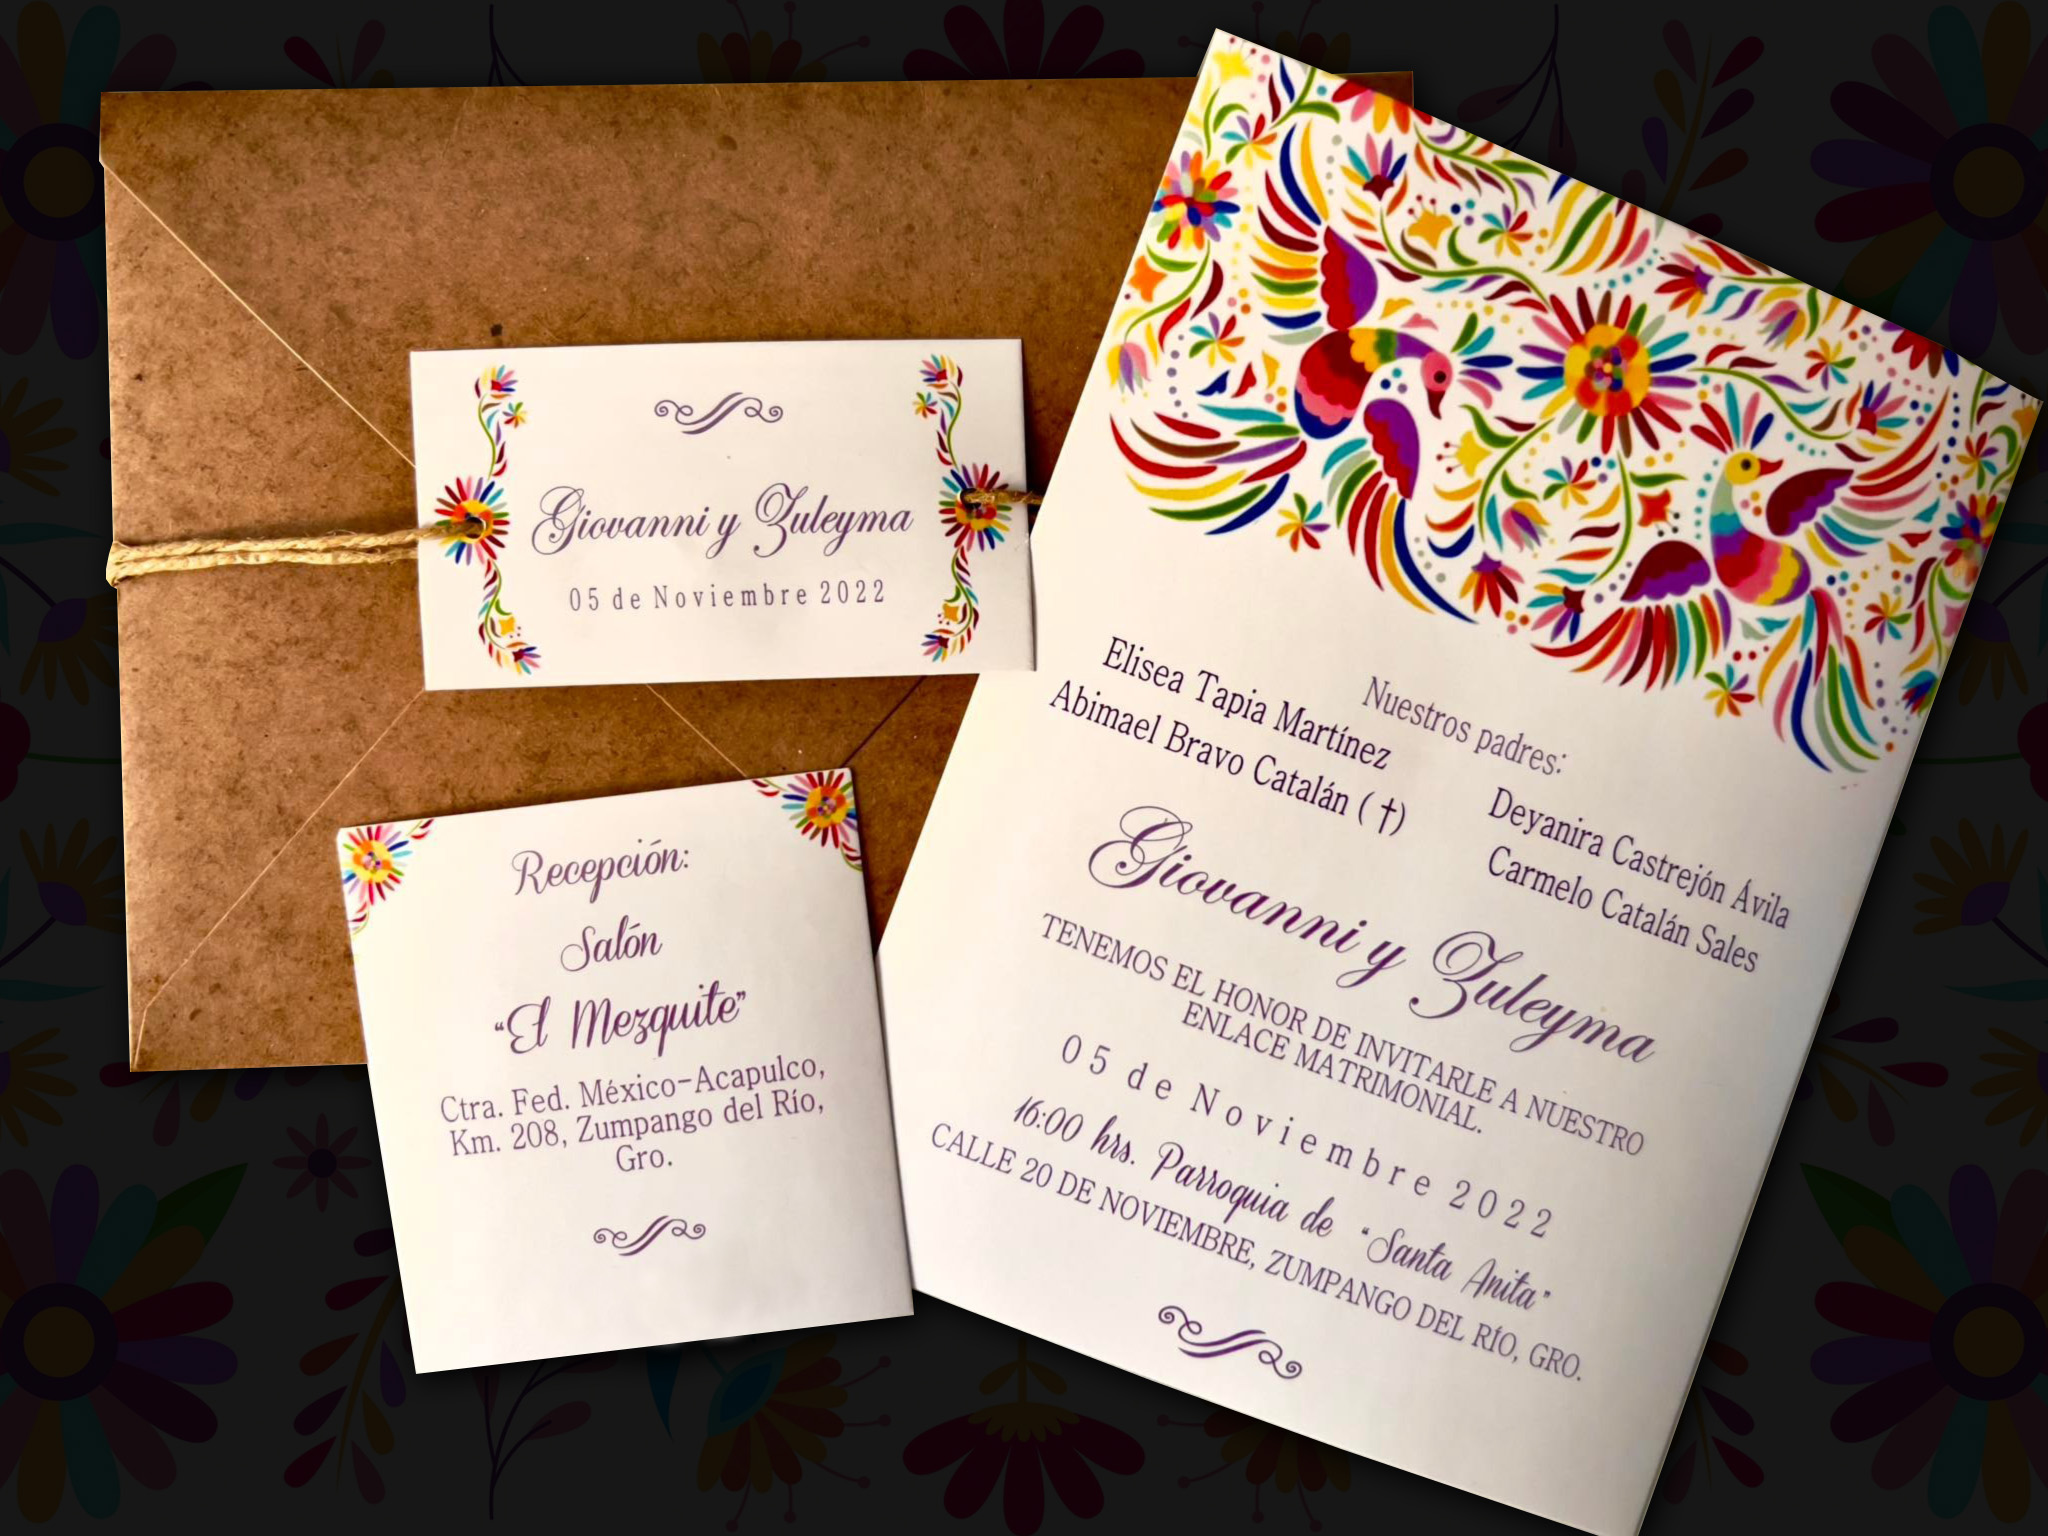 Giovanni y Zuleyma
05 de Noviembre 2022
Recepción:
Salón
“El Mezquite”
Ctra. Fed. México-Acapulco,
Km. 208, Zumpango del Río,
Gro.
Nuestros padres:
Elisea Tapia Martínez
Abimael Bravo Catalán ( †)
Deyanira Castrejón Ávila
Carmelo Catalán Sales
Giovanni y Zuleyma
TENEMOS EL HONOR DE INVITARLE A NUESTRO
ENLACE MATRIMONIAL.
05 de Noviembre 2022
16:00 hrs. Parroquia de “Santa Anita”
CALLE 20 DE NOVIEMBRE, ZUMPANGO DEL RÍO, GRO.